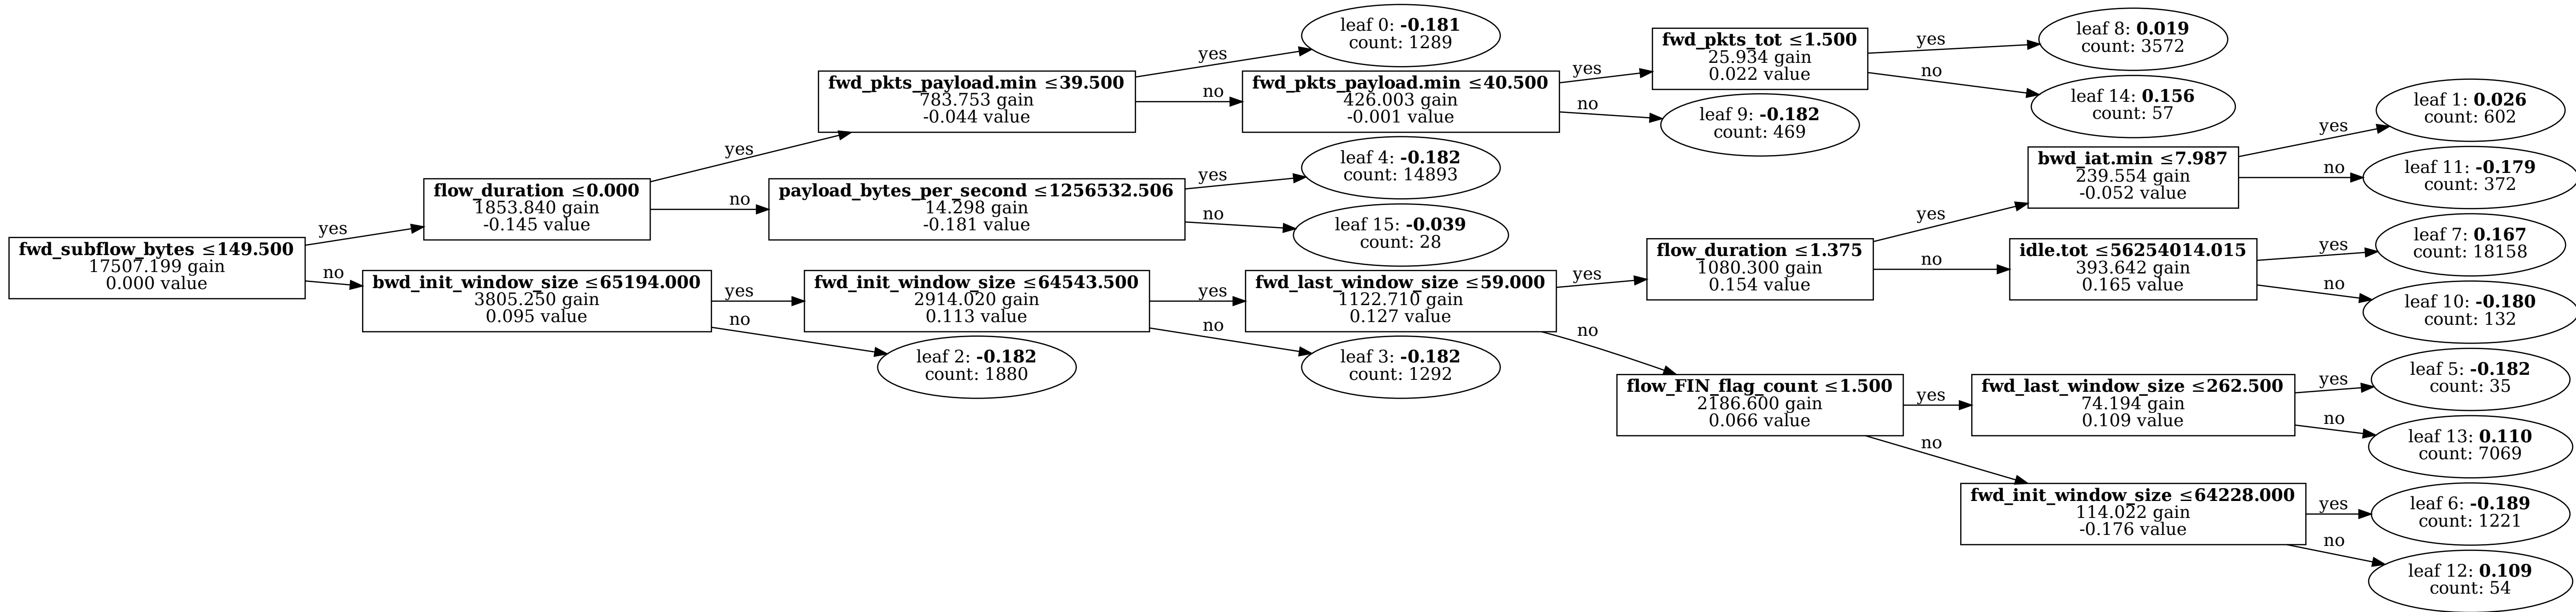 fwd_subflow_bytes ≤149.500
17507.199 gain
0.000 value
yes
no
flow_duration ≤0.000
1853.840 gain
-0.145 value
yes
no
bwd_init_window_size ≤65194.000
3805.250 gain
0.095 value
yes
no
fwd_pkts_payload.min ≤39.500
783.753 gain
-0.044 value
yes
no
payload_bytes_per_second ≤1256532.506
14.298 gain
-0.181 value
yes
no
fwd_init_window_size ≤64543.500
2914.020 gain
0.113 value
yes
no
leaf 2: -0.182
count: 1880
leaf 0: -0.181
count: 1289
fwd_pkts_payload.min ≤40.500
426.003 gain
-0.001 value
yes
no
leaf 4: -0.182
count: 14893
leaf 15: -0.039
count: 28
fwd_last_window_size ≤59.000
1122.710 gain
0.127 value
yes
no
leaf 3: -0.182
count: 1292
fwd_pkts_tot ≤1.500
25.934 gain
0.022 value
yes
no
leaf 9: -0.182
count: 469
flow_duration ≤1.375
1080.300 gain
0.154 value
yes
no
flow_FIN_flag_count ≤1.500
2186.600 gain
0.066 value
yes
no
leaf 8: 0.019
count: 3572
leaf 14: 0.156
count: 57
bwd_iat.min ≤7.987
239.554 gain
-0.052 value
yes
no
idle.tot ≤56254014.015
393.642 gain
0.165 value
yes
no
fwd_last_window_size ≤262.500
74.194 gain
0.109 value
yes
no
fwd_init_window_size ≤64228.000
114.022 gain
-0.176 value
yes
no
leaf 1: 0.026
count: 602
leaf 11: -0.179
count: 372
leaf 7: 0.167
count: 18158
leaf 10: -0.180
count: 132
leaf 5: -0.182
count: 35
leaf 13: 0.110
count: 7069
leaf 6: -0.189
count: 1221
leaf 12: 0.109
count: 54